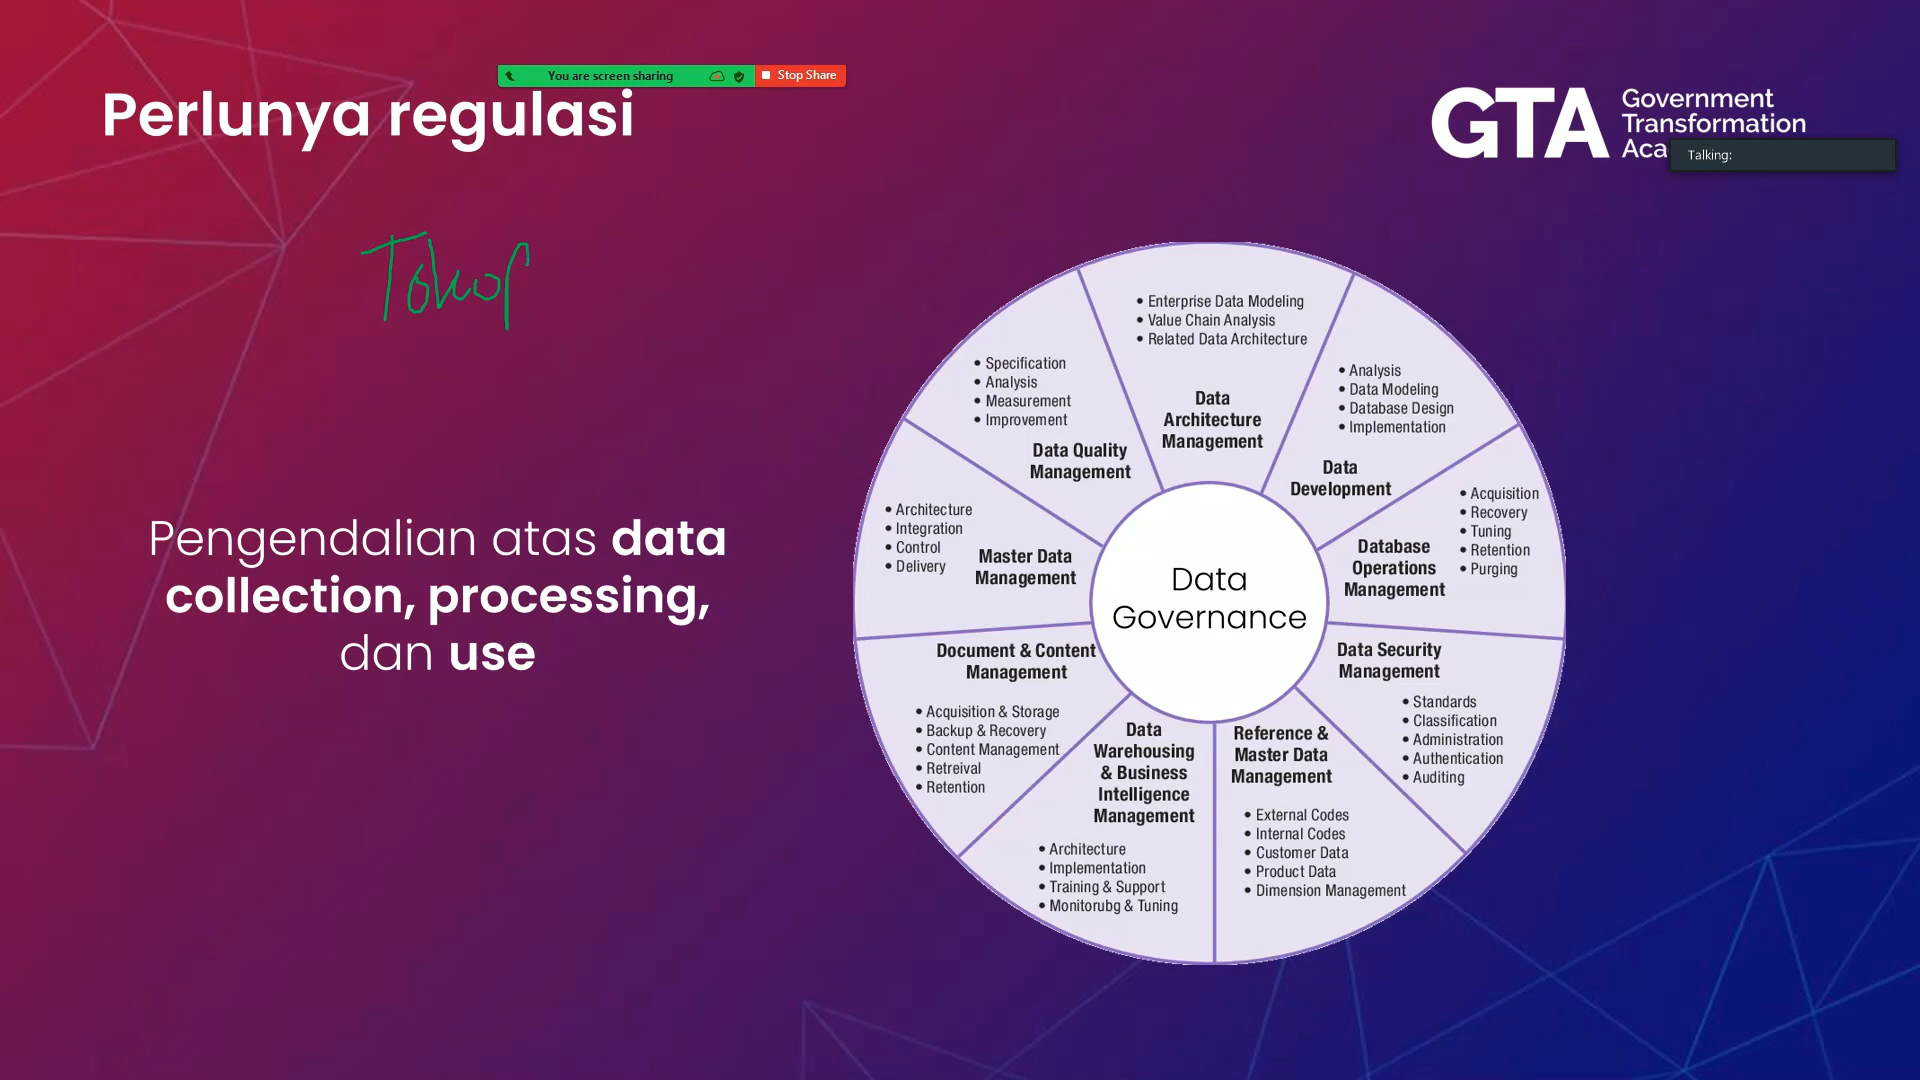 You are screen sharing
Stop Share
Perlunya regulasi
GTA
Government
Transformation
Talking:
Pengendalian atas data
collection, processing,
dan use
Data
Governance
• Enterprise Data Modeling
• Value Chain Analysis
• Related Data Architecture
Data
Architecture
Management
• Analysis
• Data Modeling
• Database Design
• Implementation
Data
Development
• Acquisition
• Recovery
• Tuning
• Retention
• Purging
Database
Operations
Management
Data Security
Management
• Standards
• Classification
• Administration
• Authentication
• Auditing
Reference &
Master Data
Management
• External Codes
• Internal Codes
• Customer Data
• Product Data
• Dimension Management
Data
Warehousing
& Business
Intelligence
Management
• Architecture
• Implementation
• Training & Support
• Monitorubg & Tuning
Document & Content
Management
• Acquisition & Storage
• Backup & Recovery
• Content Management
• Retreival
• Retention
• Architecture
• Integration
• Control
• Delivery
Master Data
Management
• Specification
• Analysis
• Measurement
• Improvement
Data Quality
Management